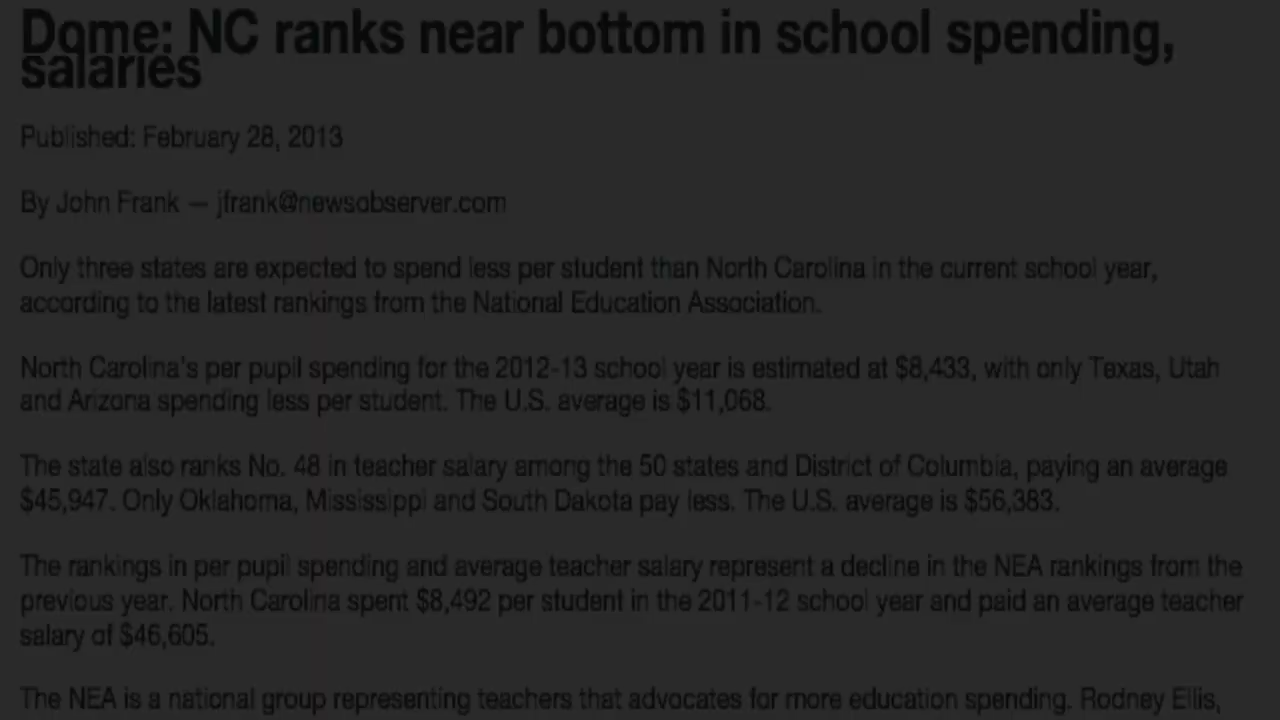 Dome: NC ranks near bottom in school spending,
salaries
Published: February 28, 2013
By John Frank — jfrank@newsobserver.com
Only three states are expected to spend less per student than North Carolina in the current school year,
according to the latest rankings from the National Education Association.
North Carolina's per pupil spending for the 2012-13 school year is estimated at $8,433, with only Texas, Utah
and Arizona spending less per student. The U.S. average is $11,068.
The state also ranks No. 48 in teacher salary among the 50 states and District of Columbia, paying an average
$45,947. Only Oklahoma, Mississippi and South Dakota pay less. The U.S. average is $56,383.
The rankings in per pupil spending and average teacher salary represent a decline in the NEA rankings from the
previous year. North Carolina spent $8,492 per student in the 2011-12 school year and paid an average teacher
salary of $46,605.
The NEA is a national group representing teachers that advocates for more education spending. Rodney Ellis,